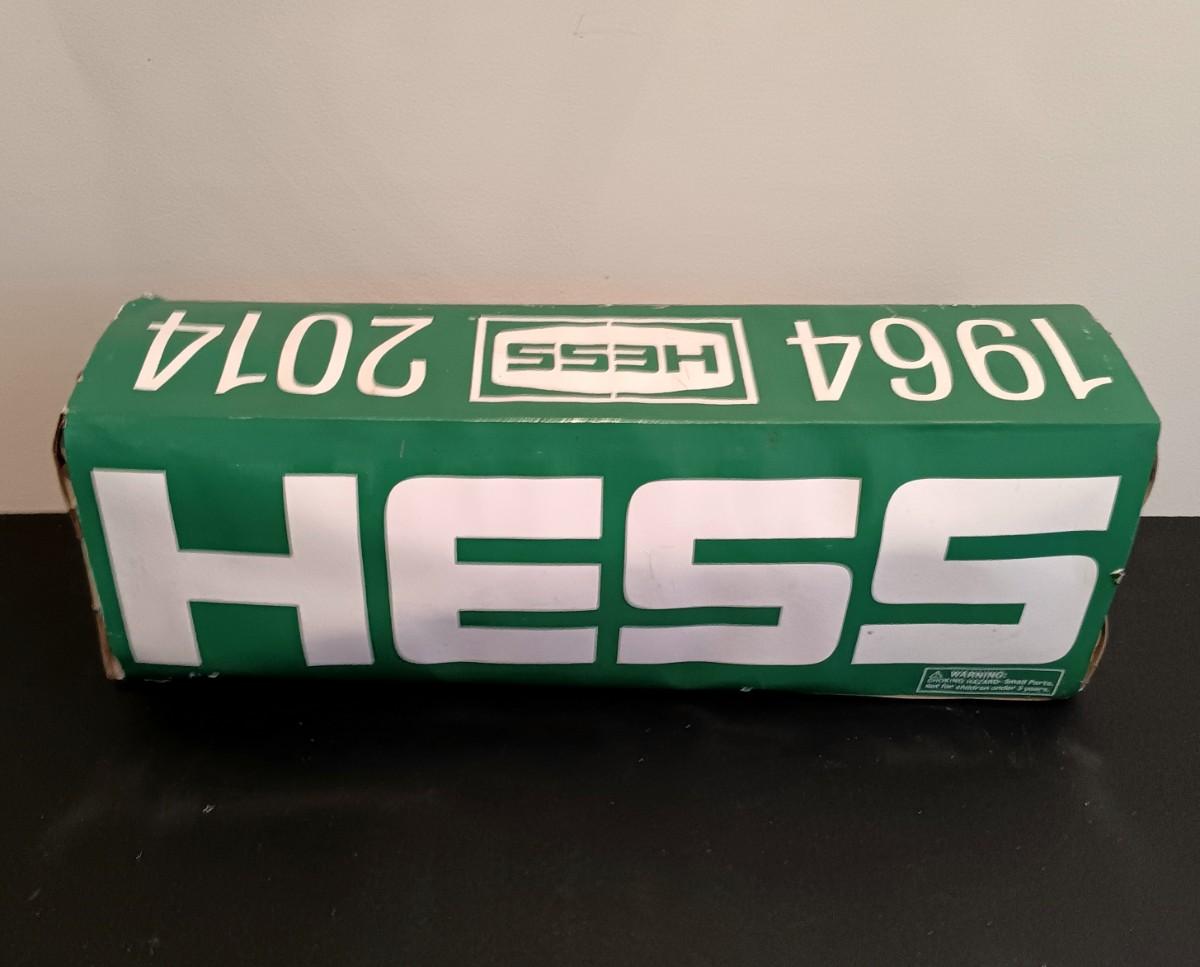 1964 HESS 2014
HESS
WARNING:
CHOKING HAZARD- Small Parts.
Not for children under 3 years.